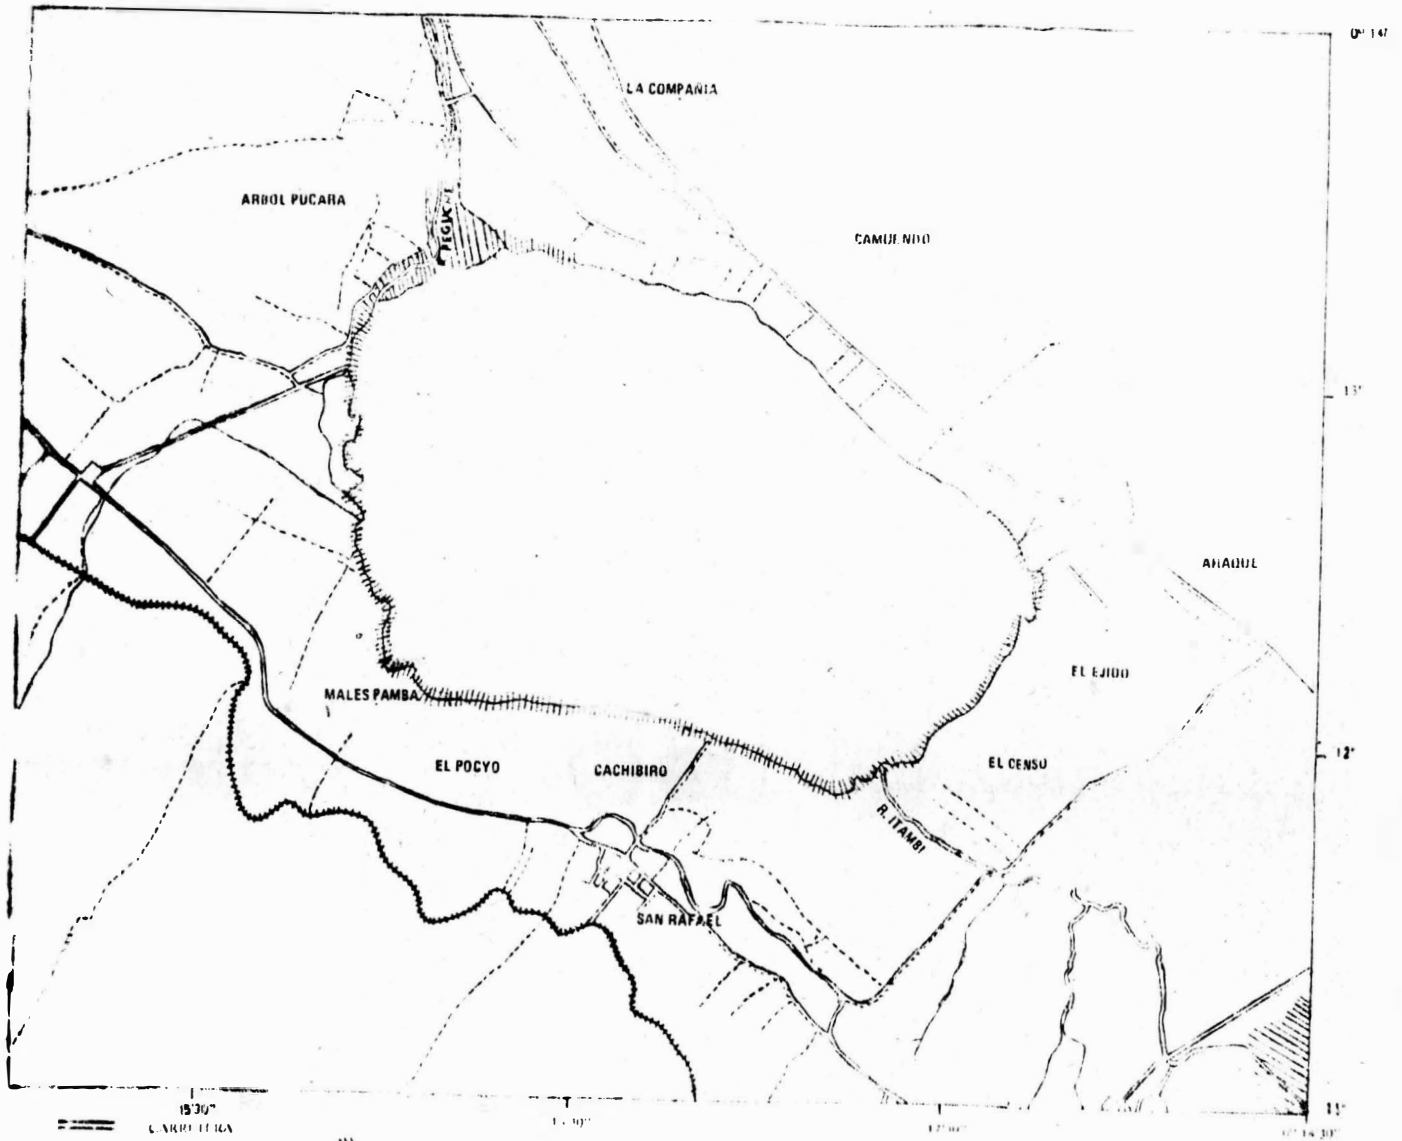 LA COMPAÑIA
ARBOL PUCARA
PEGUCHE
CAMUENDO
13'
ARAQUE
EL EJIDO
MALES PAMBA
12'
EL POCYO
CACHIBIRO
EL CENSO
R. ITAMBI
SAN RAFAEL
11'
15'30"
CARRETERA